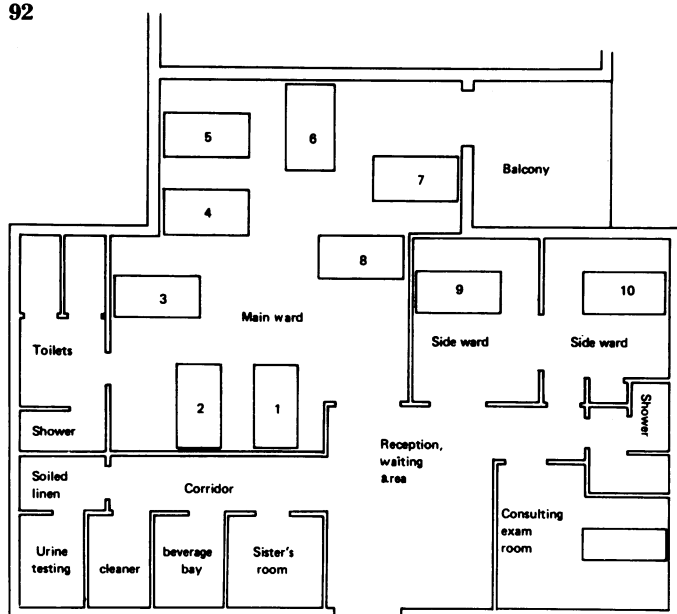 92
5
6
7
Balcony
4
8
3
9
10
Main ward
Side ward
Side ward
Toilets
2
1
Shower
Shower
Reception,
waiting
area
Soiled
linen
Corridor
Consulting
exam
room
Urine
testing
cleaner
beverage
bay
Sister's
room